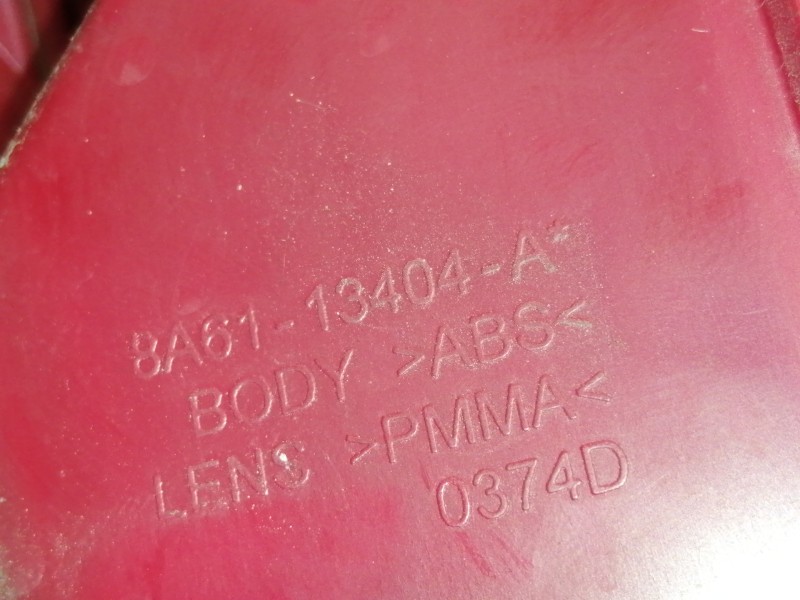 8A61-13404-A*
BODY >ABS<
LENS >PMMA<
0374D